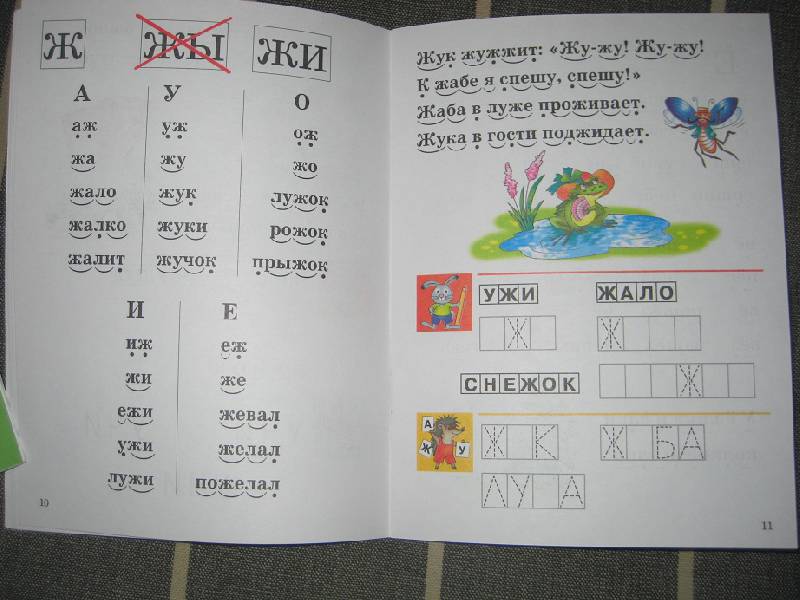 Ж ЖЫ ЖИ
А У О
аж уж ож
жа жу жо
жало жук лужок
жалко жуки рожок
жалит жучок прыжок
И Е
иж еж
жи же
ежи жевал
ужи желал
лужи пожелал
10
Жук жужжит: «Жу-жу! Жу-жу!
К жабе я спешу, спешу!»
Жаба в луже проживает.
Жука в гости поджидает.
УЖИ ЖАЛО
Ж Ж
СНЕЖОК Ж
А Ж У
Ж К Ж БА
ЛУ А
11